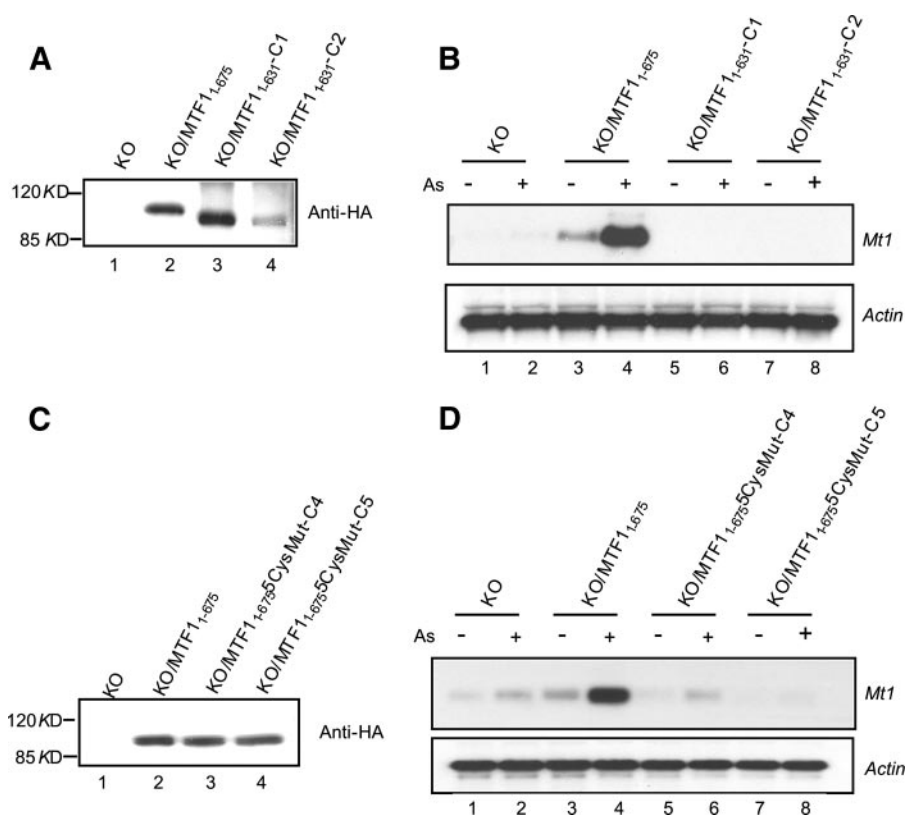 A
KO
KO/MTF1₁₋₆₇₅
KO/MTF1₁₋₆₃₁-C1
KO/MTF1₁₋₆₃₁-C2
120 KD
85 KD
Anti-HA
1 2 3 4
B
KO
KO/MTF1₁₋₆₇₅
KO/MTF1₁₋₆₃₁-C1
KO/MTF1₁₋₆₃₁-C2
As - + - + - + - +
Mt1
Actin
1 2 3 4 5 6 7 8
C
KO
KO/MTF1₁₋₆₇₅
KO/MTF1₁₋₆₇₅5CysMut-C4
KO/MTF1₁₋₆₇₅5CysMut-C5
120 KD
85 KD
Anti-HA
1 2 3 4
D
KO
KO/MTF1₁₋₆₇₅
KO/MTF1₁₋₆₇₅5CysMut-C4
KO/MTF1₁₋₆₇₅5CysMut-C5
As - + - + - + - +
Mt1
Actin
1 2 3 4 5 6 7 8